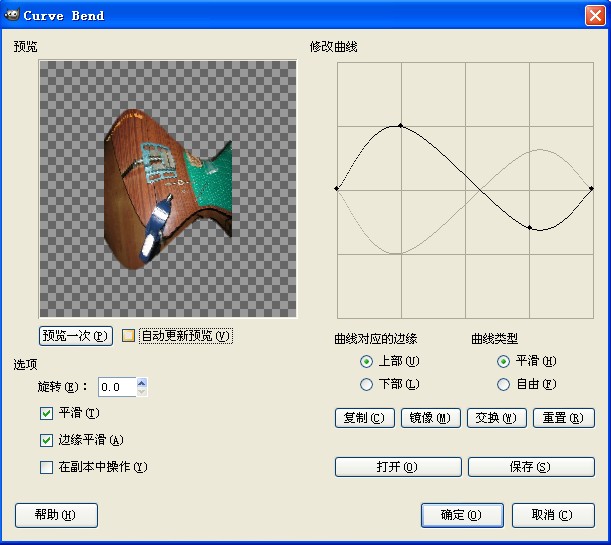 Curve Bend
预览
修改曲线
预览一次(P)
自动更新预览(V)
选项
旋转(E):
0.0
平滑(T)
边缘平滑(A)
在副本中操作(Y)
曲线对应的边缘
曲线类型
上部(U)
平滑(H)
下部(L)
自由(F)
复制(C)
镜像(M)
交换(W)
重置(R)
打开(O)
保存(S)
帮助(H)
确定(O)
取消(C)